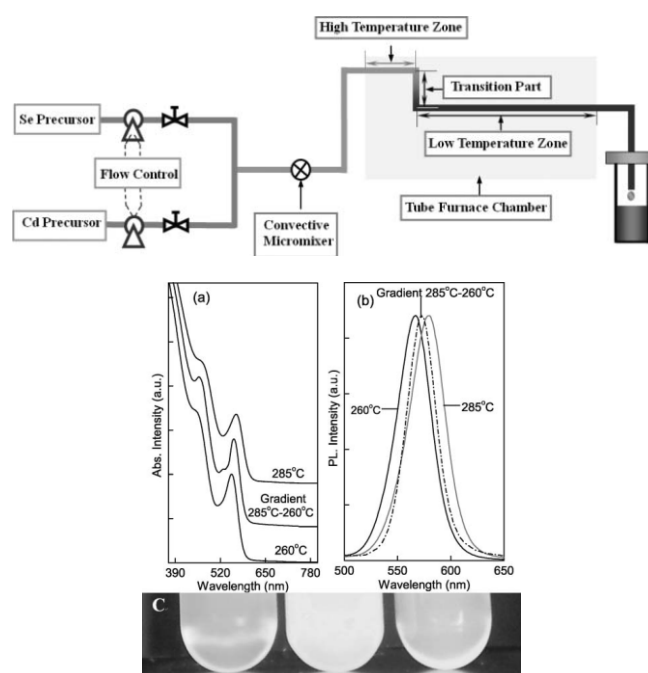 High Temperature Zone
Transition Part
Se Precursor
Low Temperature Zone
Flow Control
Tube Furnace Chamber
Cd Precursor
Convective
Micromixer
(a)
Abs. Intensity (a.u.)
285°C
Gradient
285°C-260°C
260°C
390 520 650 780
Wavelength (nm)
(b)
Gradient 285°C-260°C
PL. Intensity (a.u.)
260°C
285°C
500 550 600 650
Wavelength (nm)
C